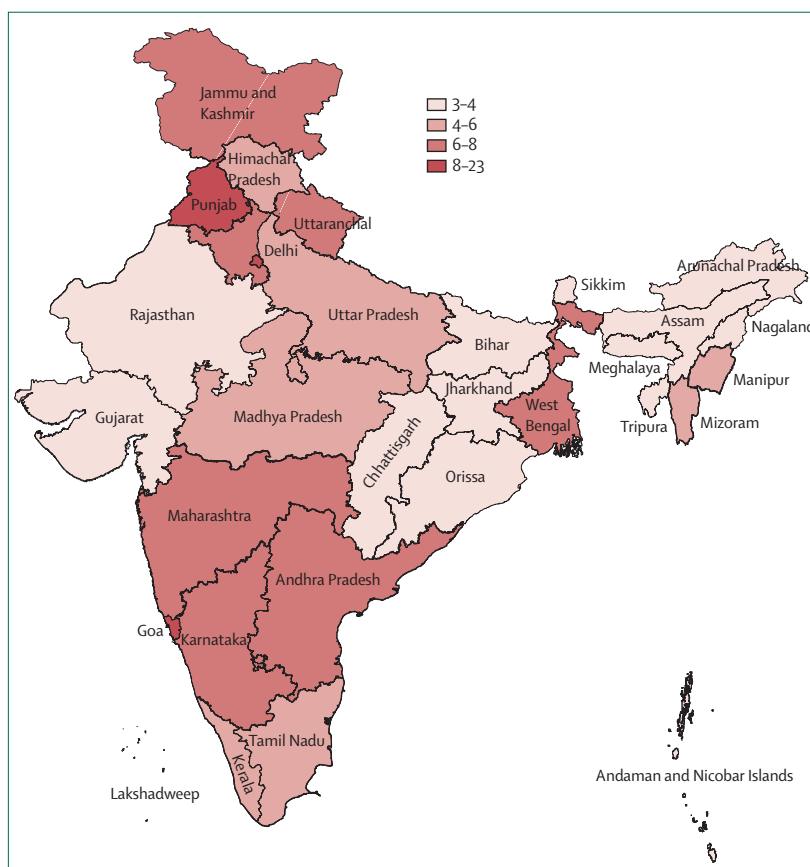 Jammu and
Kashmir
3–4
4–6
6–8
8–23
Himachal
Pradesh
Punjab
Uttaranchal
Delhi
Sikkim
Arunachal Pradesh
Rajasthan
Uttar Pradesh
Bihar
Assam
Nagaland
Meghalaya
Jharkhand
Manipur
Gujarat
Madhya Pradesh
West
Bengal
Tripura
Mizoram
Chhattisgarh
Orissa
Maharashtra
Andhra Pradesh
Goa
Karnataka
Tamil Nadu
Kerala
Lakshadweep
Andaman and Nicobar Islands